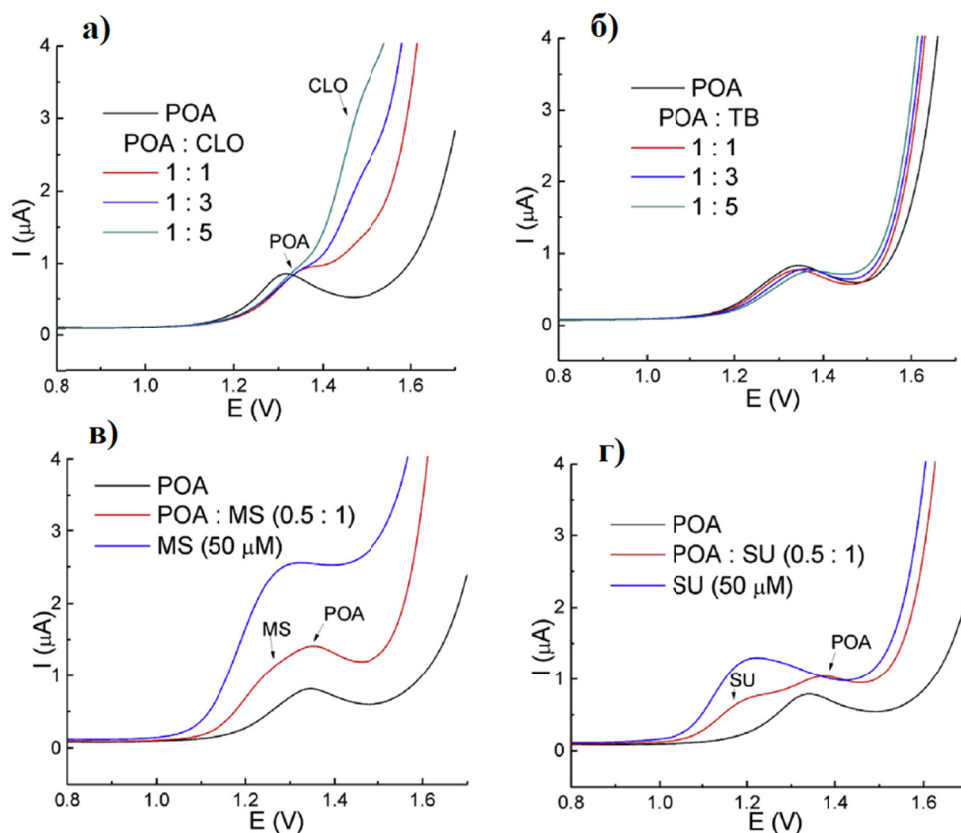 а)
4
3
2
1
0
I (μA)
CLO
POA
POA : CLO
1 : 1
1 : 3
1 : 5
POA
0.8 1.0 1.2 1.4 1.6
E (V)
б)
4
3
2
1
0
I (μA)
POA
POA : TB
1 : 1
1 : 3
1 : 5
0.8 1.0 1.2 1.4 1.6
E (V)
в)
4
3
2
1
0
I (μA)
POA
POA : MS (0.5 : 1)
MS (50 μM)
MS
POA
0.8 1.0 1.2 1.4 1.6
E (V)
г)
4
3
2
1
0
I (μA)
POA
POA : SU (0.5 : 1)
SU (50 μM)
SU
POA
0.8 1.0 1.2 1.4 1.6
E (V)